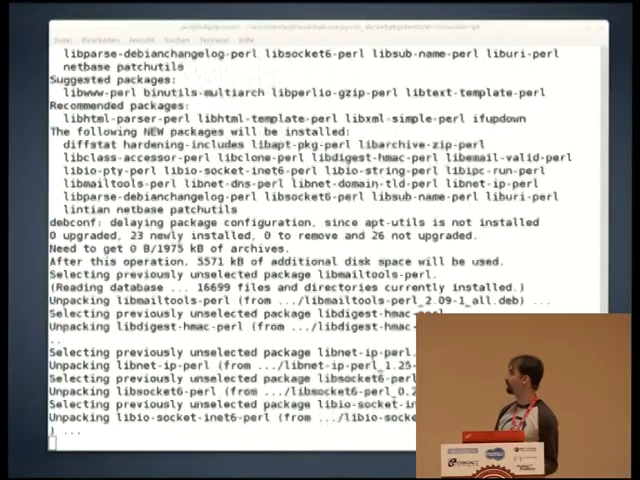 Datei Bearbeiten Ansicht Suchen Terminal Hilfe
libparse-debianchangelog-perl libsocket6-perl libsub-name-perl liburi-perl
netbase patchutils
Suggested packages:
libwww-perl binutils-multiarch libperlio-gzip-perl libtext-template-perl
Recommended packages:
libhtml-parser-perl libhtml-template-perl libxml-simple-perl ifupdown
The following NEW packages will be installed:
diffstat hardening-includes libapt-pkg-perl libarchive-zip-perl
libclass-accessor-perl libclone-perl libdigest-hmac-perl libemail-valid-perl
libio-pty-perl libio-socket-inet6-perl libio-string-perl libipc-run-perl
libmailtools-perl libnet-dns-perl libnet-domain-tld-perl libnet-ip-perl
libparse-debianchangelog-perl libsocket6-perl libsub-name-perl liburi-perl
lintian netbase patchutils
debconf: delaying package configuration, since apt-utils is not installed
0 upgraded, 23 newly installed, 0 to remove and 26 not upgraded.
Need to get 0 B/1975 kB of archives.
After this operation, 5571 kB of additional disk space will be used.
Selecting previously unselected package libmailtools-perl.
(Reading database ... 16699 files and directories currently installed.)
Unpacking libmailtools-perl (from .../libmailtools-perl_2.09-1_all.deb) ...
Selecting previously unselected package libdigest-hmac-perl.
Unpacking libdigest-hmac-perl (from .../libdigest-hmac-
..
Selecting previously unselected package libnet-ip-perl.
Unpacking libnet-ip-perl (from .../libnet-ip-perl_1.25-
Selecting previously unselected package libsocket6-perl
Unpacking libsocket6-perl (from .../libsocket6-perl_0.2
Selecting previously unselected package libio-socket-in
Unpacking libio-socket-inet6-perl (from .../libio-socke
) ...